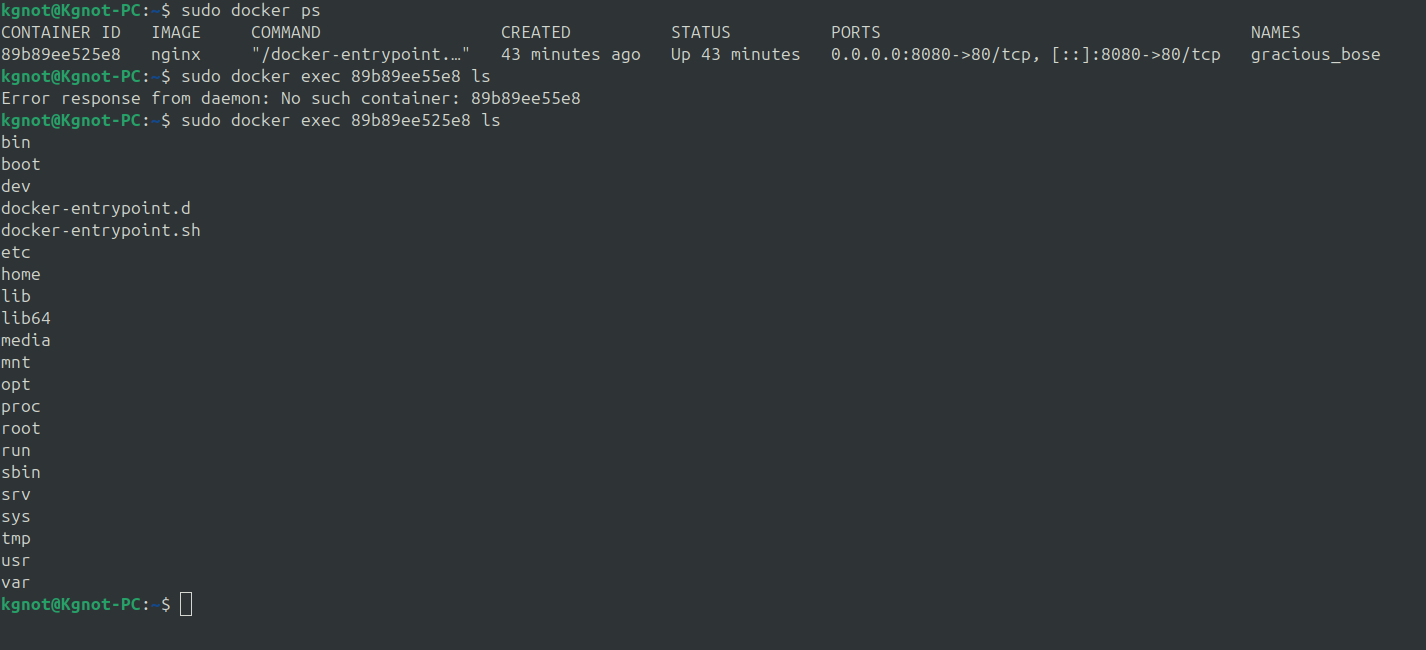 kgnot@Kgnot-PC:~$ sudo docker ps
CONTAINER ID   IMAGE     COMMAND                  CREATED          STATUS          PORTS                                     NAMES
89b89ee525e8   nginx     "/docker-entrypoint.…"   43 minutes ago   Up 43 minutes   0.0.0.0:8080->80/tcp, [::]:8080->80/tcp   gracious_bose
kgnot@Kgnot-PC:~$ sudo docker exec 89b89ee55e8 ls
Error response from daemon: No such container: 89b89ee55e8
kgnot@Kgnot-PC:~$ sudo docker exec 89b89ee525e8 ls
bin
boot
dev
docker-entrypoint.d
docker-entrypoint.sh
etc
home
lib
lib64
media
mnt
opt
proc
root
run
sbin
srv
sys
tmp
usr
var
kgnot@Kgnot-PC:~$